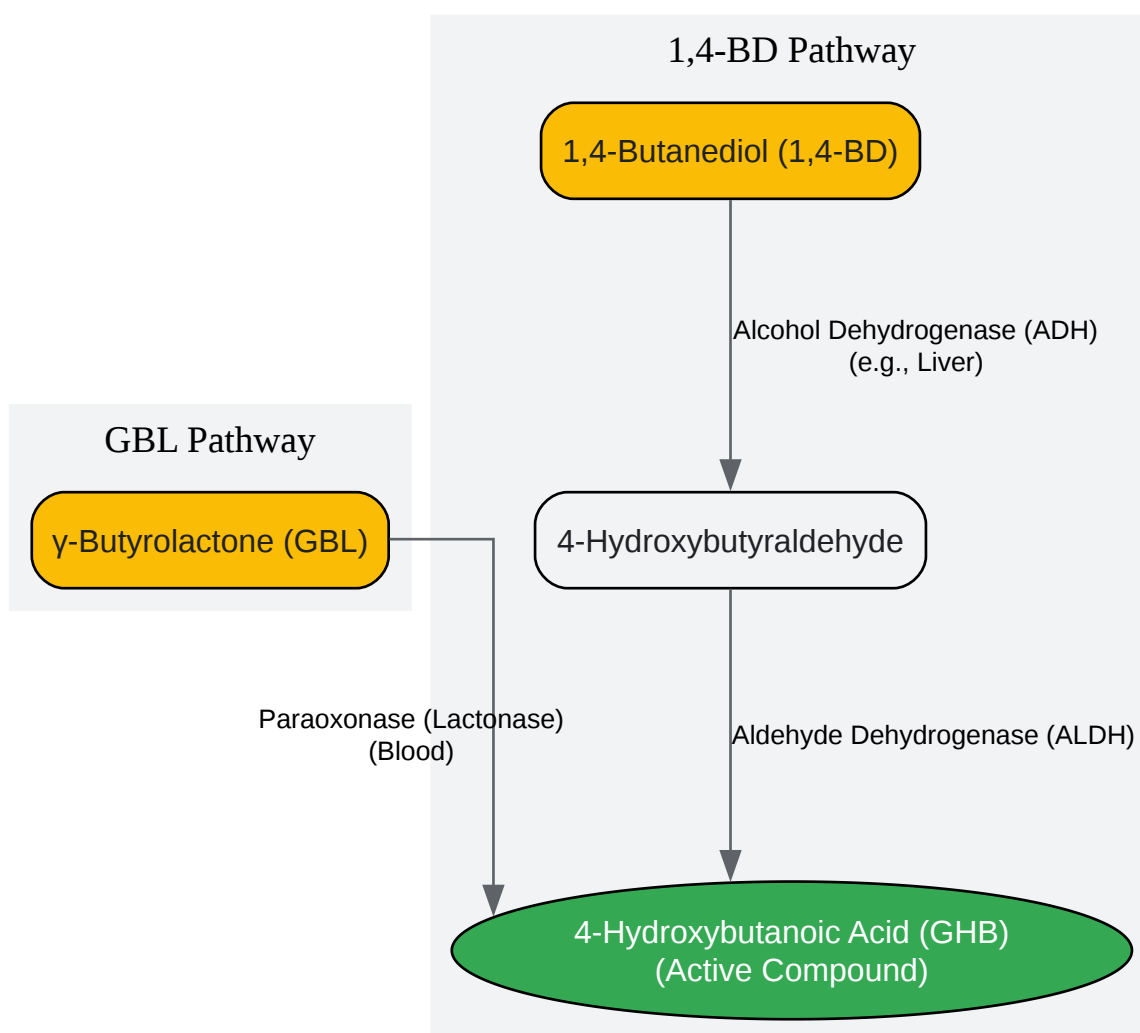 1,4-BD Pathway
1,4-Butanediol (1,4-BD)
Alcohol Dehydrogenase (ADH)
(e.g., Liver)
GBL Pathway
γ-Butyrolactone (GBL)
4-Hydroxybutyraldehyde
Paraoxonase (Lactonase)
(Blood)
Aldehyde Dehydrogenase (ALDH)
4-Hydroxybutanoic Acid (GHB)
(Active Compound)